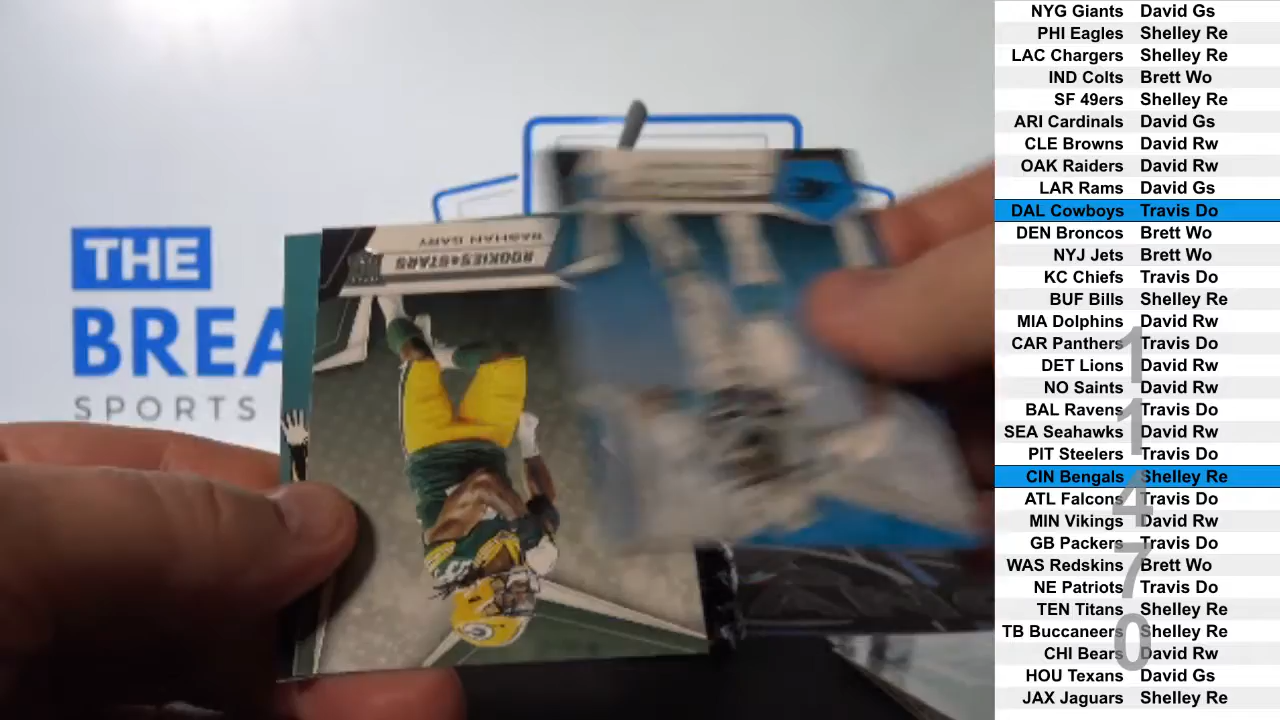 THE
BREA
SPORTS
ROOKIES & STARS
RASHAN GARY
NYG Giants David Gs
PHI Eagles Shelley Re
LAC Chargers Shelley Re
IND Colts Brett Wo
SF 49ers Shelley Re
ARI Cardinals David Gs
CLE Browns David Rw
OAK Raiders David Rw
LAR Rams David Gs
DAL Cowboys Travis Do
DEN Broncos Brett Wo
NYJ Jets Brett Wo
KC Chiefs Travis Do
BUF Bills Shelley Re
MIA Dolphins David Rw
CAR Panthers Travis Do
DET Lions David Rw
NO Saints David Rw
BAL Ravens Travis Do
SEA Seahawks David Rw
PIT Steelers Travis Do
CIN Bengals Shelley Re
ATL Falcons Travis Do
MIN Vikings David Rw
GB Packers Travis Do
WAS Redskins Brett Wo
NE Patriots Travis Do
TEN Titans Shelley Re
TB Buccaneers Shelley Re
CHI Bears David Rw
HOU Texans David Gs
JAX Jaguars Shelley Re
1
1
4
7
0